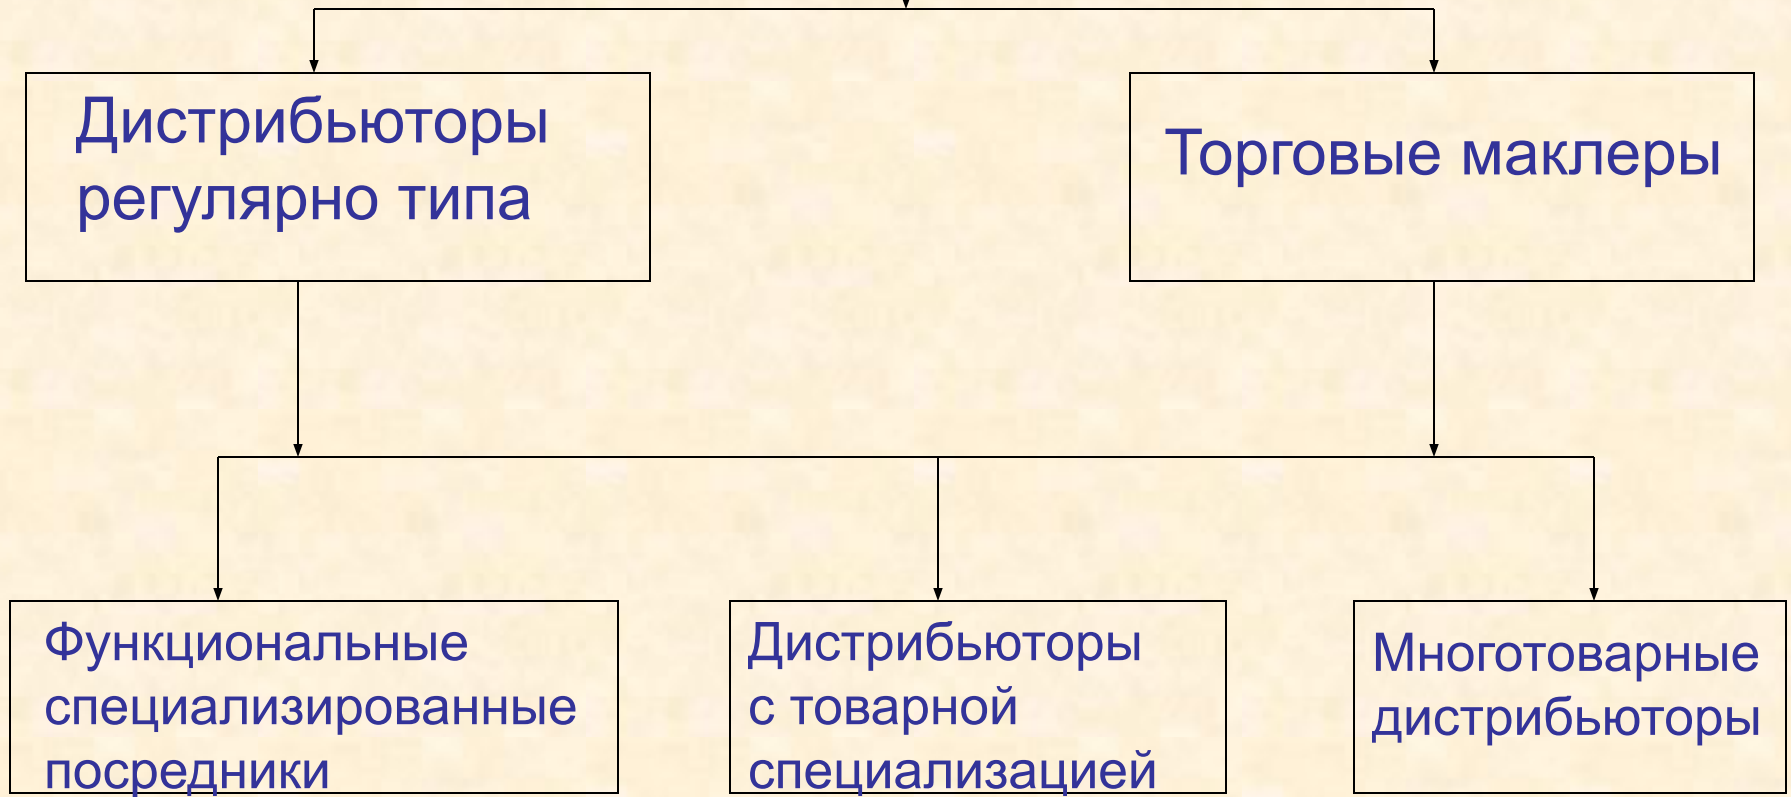 Дистрибьюторы
регулярно типа
Торговые маклеры
Функциональные
специализированные
посредники
Дистрибьюторы
с товарной
специализацией
Многотоварные
дистрибьюторы